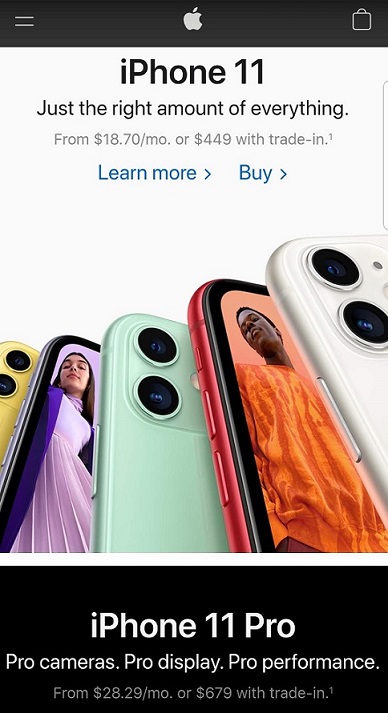 iPhone 11
Just the right amount of everything.
From $18.70/mo. or $449 with trade-in.¹
Learn more > Buy >
iPhone 11 Pro
Pro cameras. Pro display. Pro performance.
From $28.29/mo. or $679 with trade-in.¹